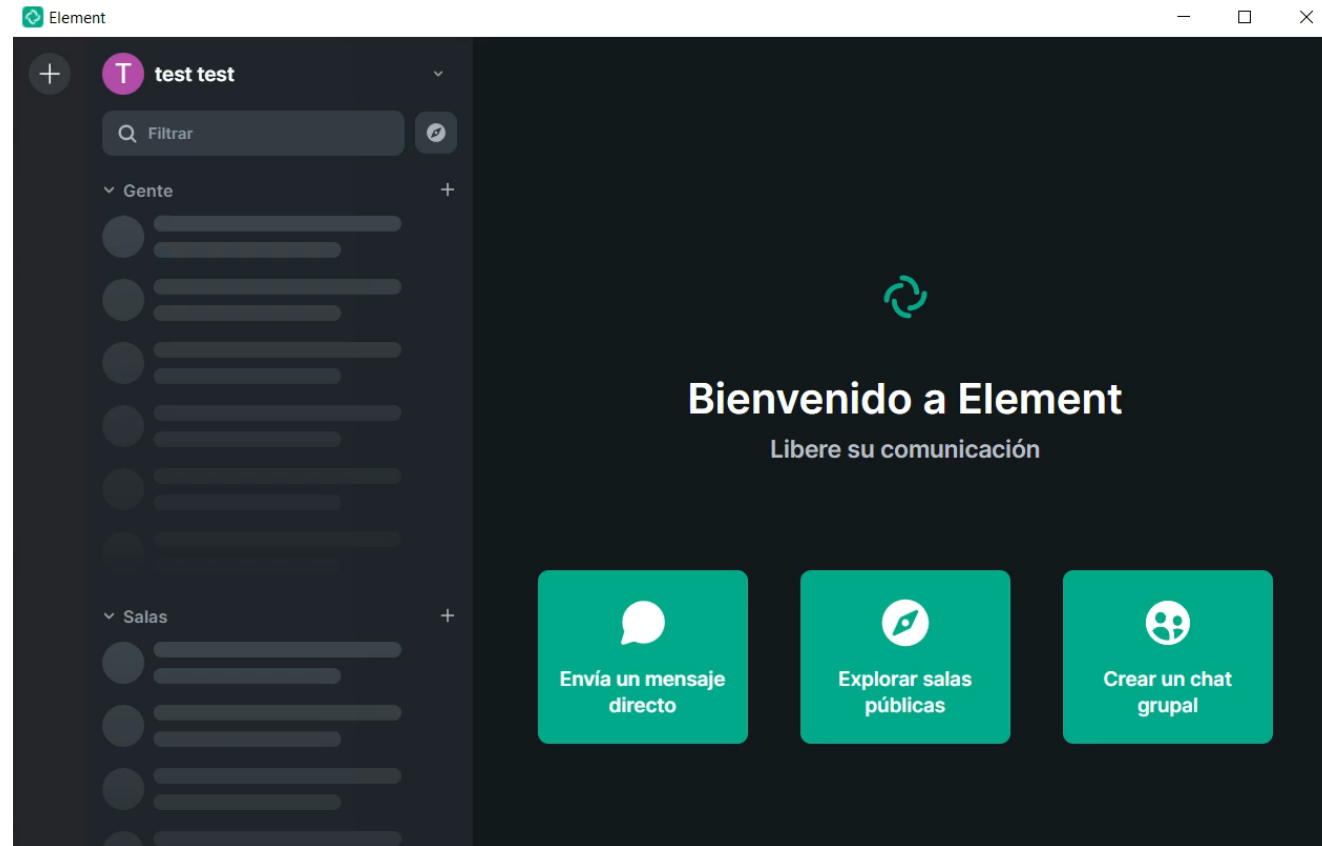 Element
T test test
Filtrar
Gente
Salas
Bienvenido a Element
Libere su comunicación
Envía un mensaje
directo
Explorar salas
públicas
Crear un chat
grupal